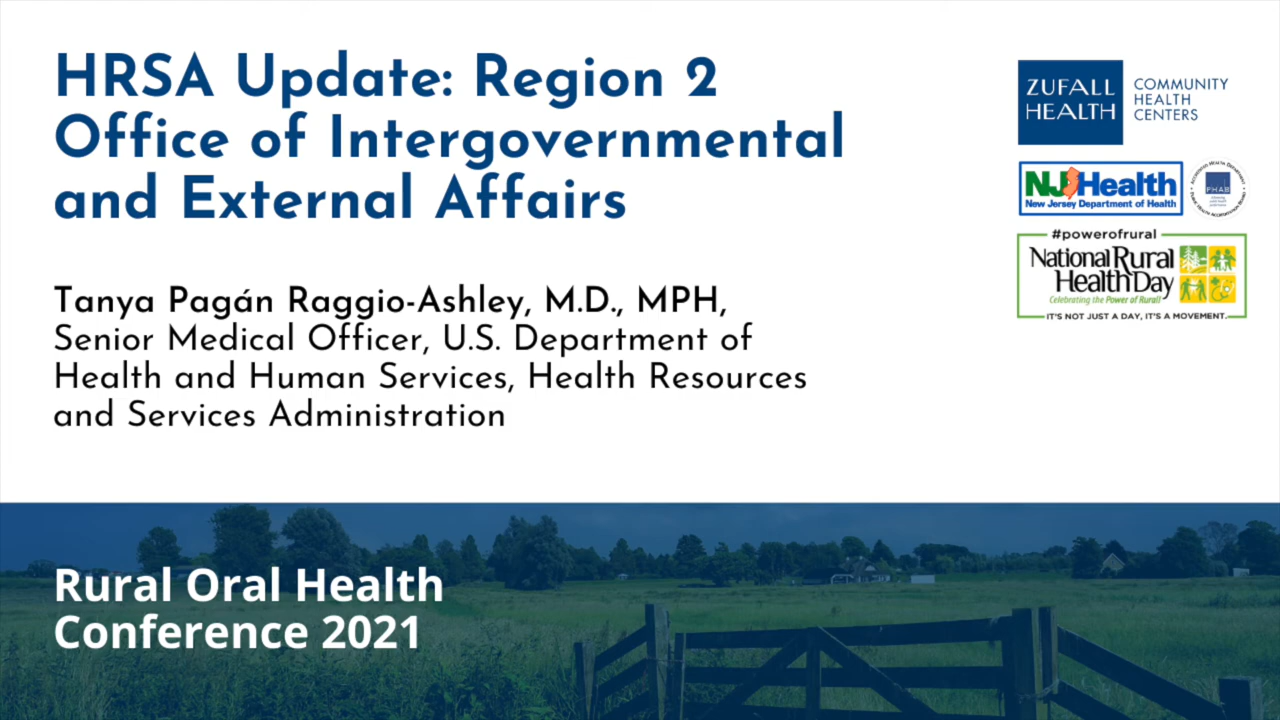 HRSA Update: Region 2
Office of Intergovernmental
and External Affairs
Tanya Pagán Raggio-Ashley, M.D., MPH,
Senior Medical Officer, U.S. Department of
Health and Human Services, Health Resources
and Services Administration
ZUFALL
HEALTH
COMMUNITY
HEALTH
CENTERS
NJHealth
New Jersey Department of Health
PHAB
#powerofrural
National Rural
Health Day
Celebrating the Power of Rural!
IT'S NOT JUST A DAY, IT'S A MOVEMENT.
Rural Oral Health
Conference 2021